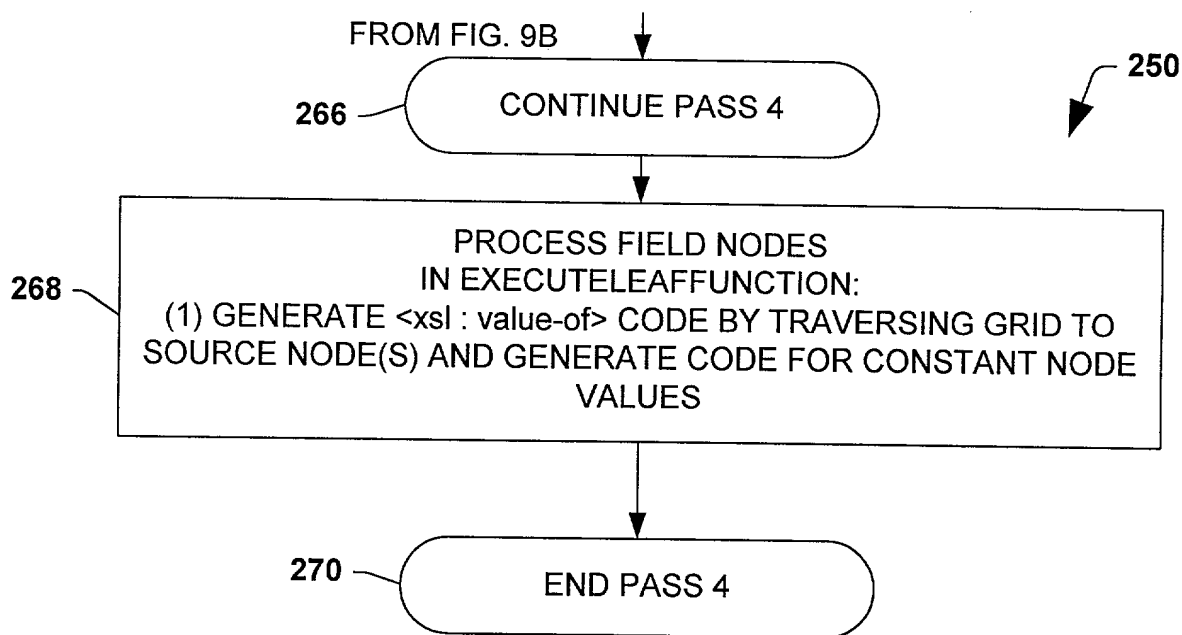 FROM FIG. 9B
250
266
CONTINUE PASS 4
268
PROCESS FIELD NODES
IN EXECUTELEAFFUNCTION:
(1) GENERATE <xsl : value-of> CODE BY TRAVERSING GRID TO
SOURCE NODE(S) AND GENERATE CODE FOR CONSTANT NODE
VALUES
270
END PASS 4